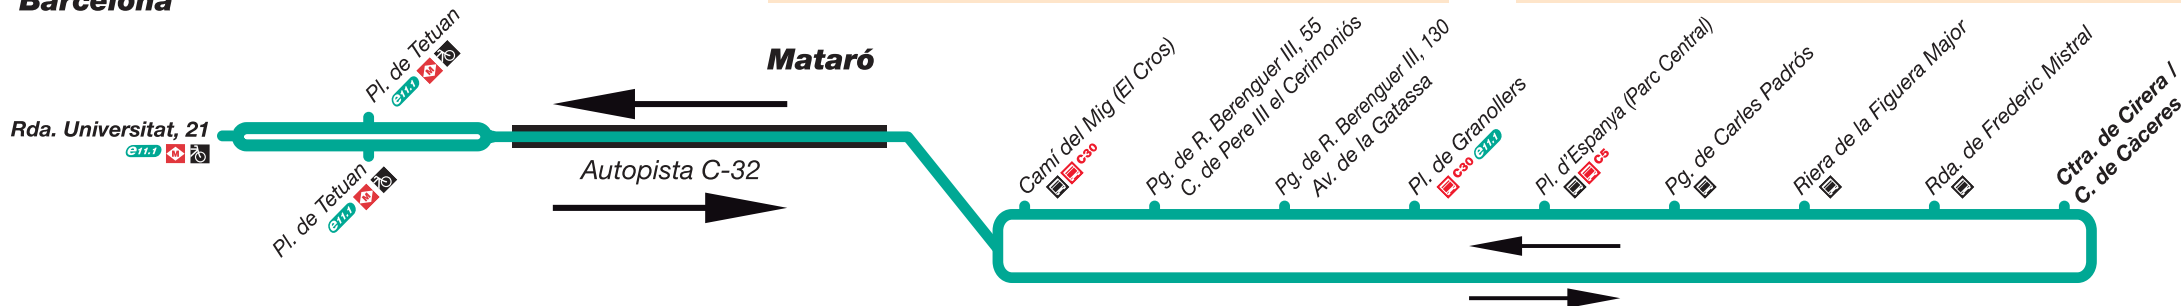 Barcelona
Rda. Universitat, 21
e11.1 M
Pl. de Tetuan
e11.1 M
Pl. de Tetuan
e11.1 M
Mataró
Autopista C-32
Camí del Mig (El Cros)
c30
Pg. de R. Berenguer III, 55
C. de Pere III el Cerimoniós
Pg. de R. Berenguer III, 130
Av. de la Gatassa
Pl. de Granollers
c30 e11.1
Pl. d'Espanya (Parc Central)
c5
Pg. de Carles Padrós
Riera de la Figuera Major
Rda. de Frederic Mistral
Ctra. de Cirera /
C. de Càceres